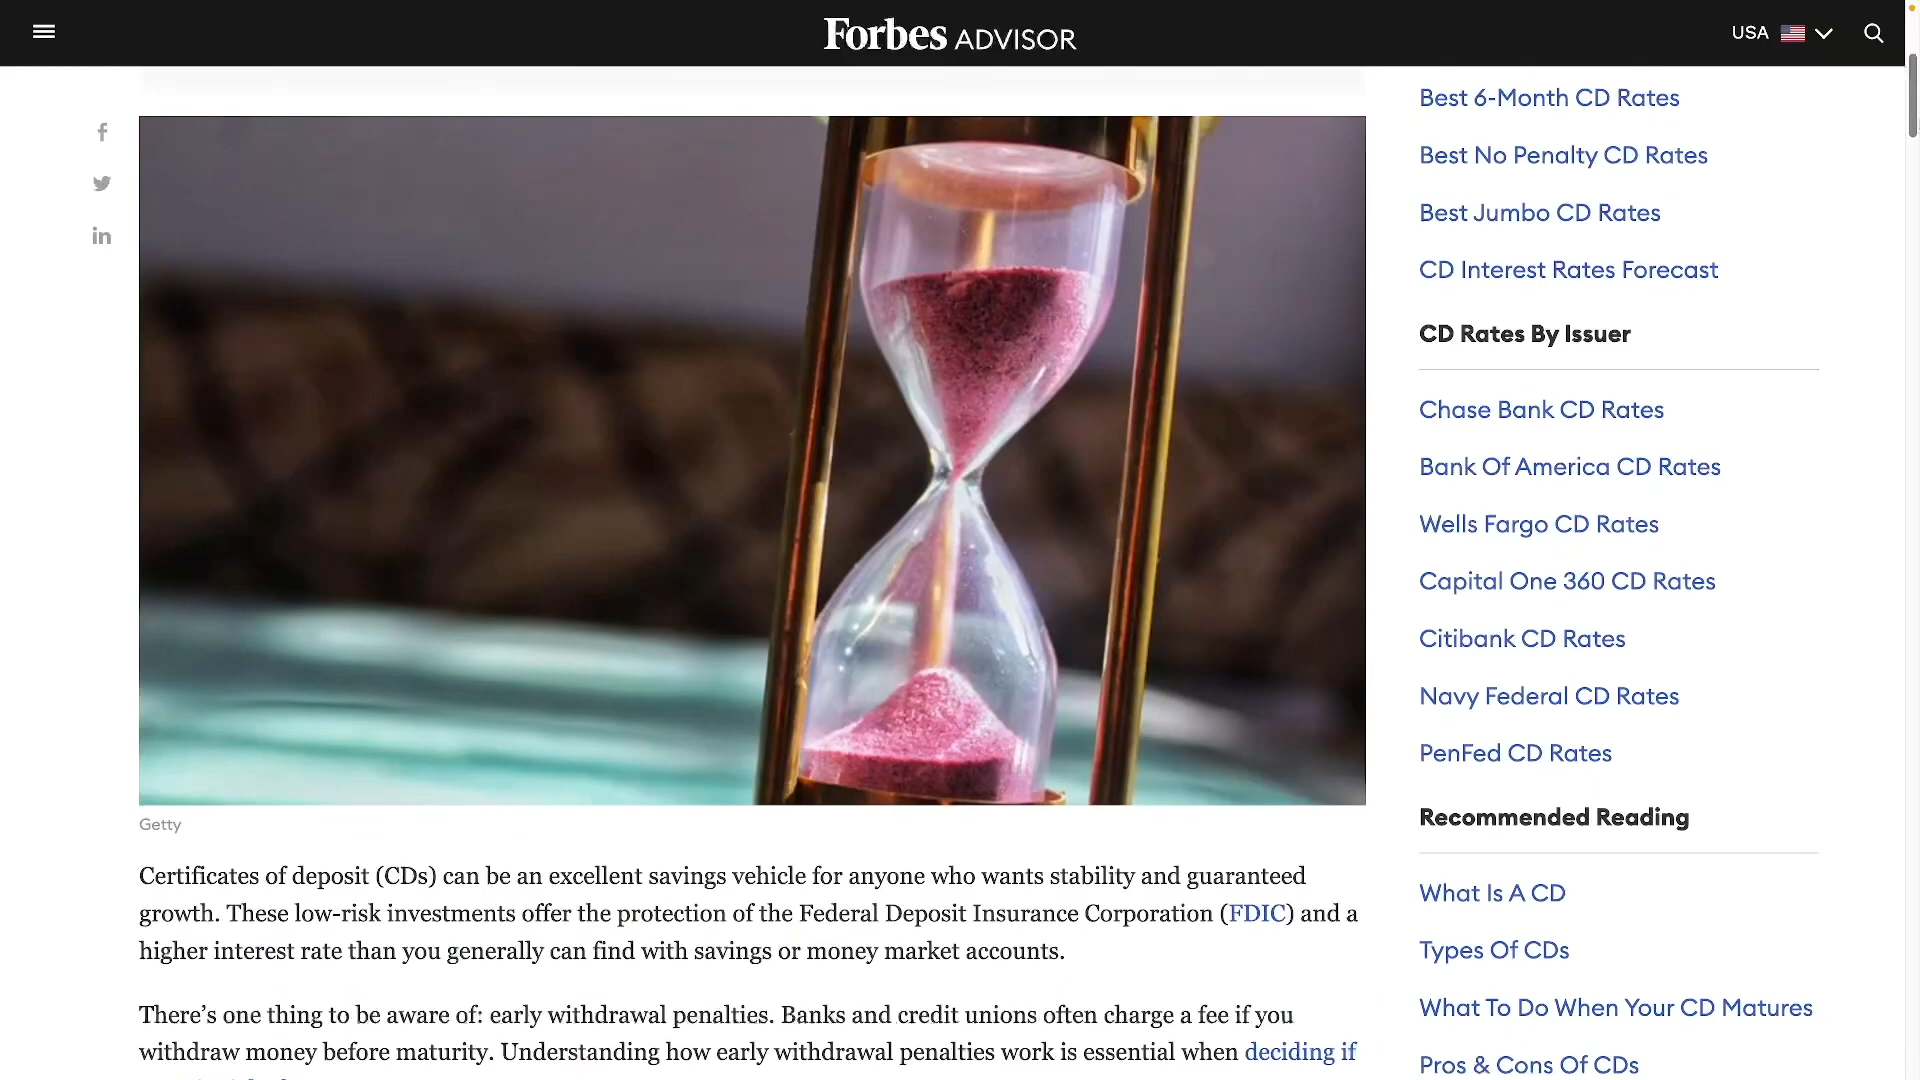 Forbes ADVISOR
USA
Best 6-Month CD Rates
Best No Penalty CD Rates
Best Jumbo CD Rates
CD Interest Rates Forecast
CD Rates By Issuer
Chase Bank CD Rates
Bank Of America CD Rates
Wells Fargo CD Rates
Capital One 360 CD Rates
Citibank CD Rates
Navy Federal CD Rates
PenFed CD Rates
Recommended Reading
What Is A CD
Types Of CDs
What To Do When Your CD Matures
Pros & Cons Of CDs
Getty
Certificates of deposit (CDs) can be an excellent savings vehicle for anyone who wants stability and guaranteed
growth. These low-risk investments offer the protection of the Federal Deposit Insurance Corporation (FDIC) and a
higher interest rate than you generally can find with savings or money market accounts.
There’s one thing to be aware of: early withdrawal penalties. Banks and credit unions often charge a fee if you
withdraw money before maturity. Understanding how early withdrawal penalties work is essential when deciding if